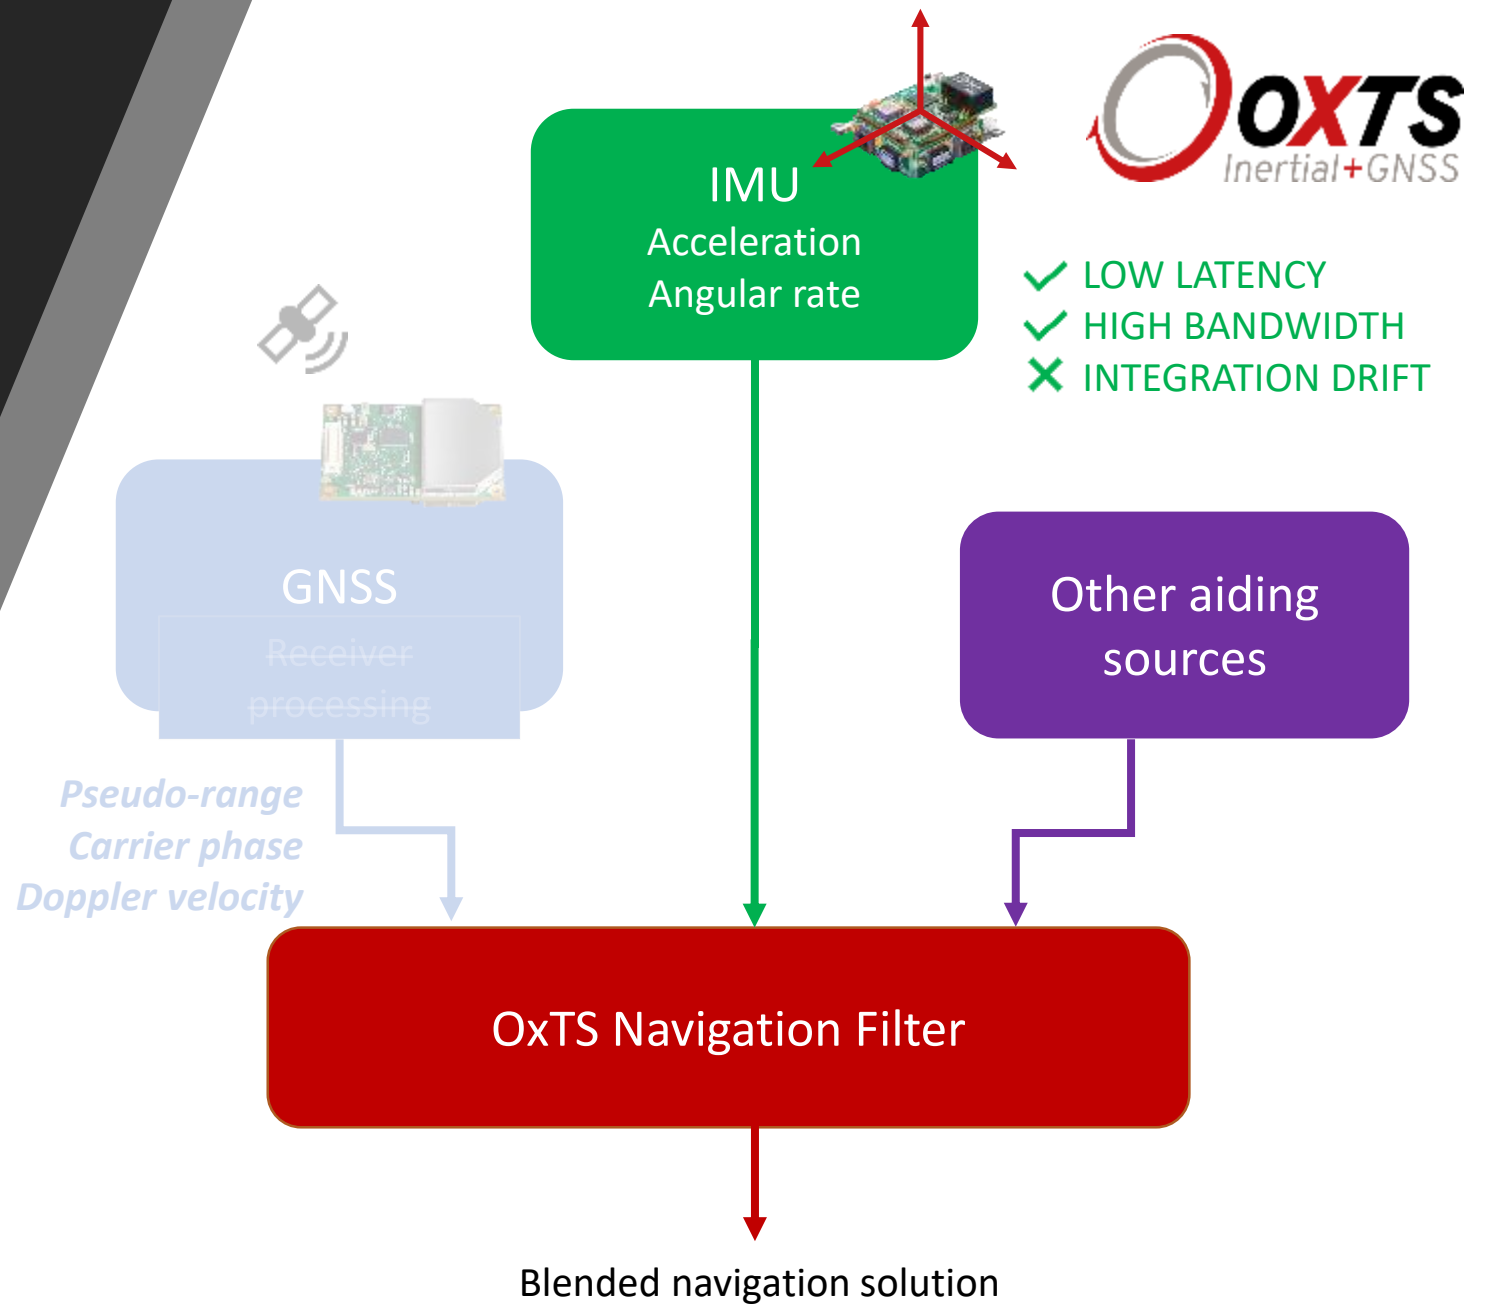 OXTS
Inertial+GNSS
IMU
Acceleration
Angular rate
LOW LATENCY
HIGH BANDWIDTH
INTEGRATION DRIFT
GNSS
Receiver
processing
Other aiding
sources
Pseudo-range
Carrier phase
Doppler velocity
OxTS Navigation Filter
Blended navigation solution